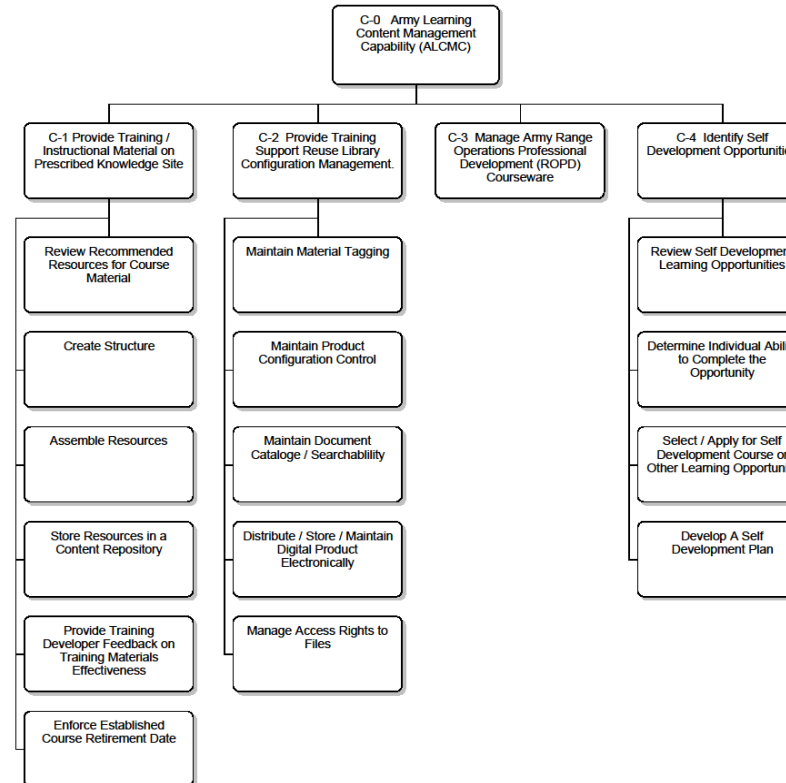 C-0 Army Learning
Content Management
Capability (ALCMC)
C-1 Provide Training /
Instructional Material on
Prescribed Knowledge Site
C-2 Provide Training
Support Reuse Library
Configuration Management.
C-3 Manage Army Range
Operations Professional
Development (ROPD)
Courseware
C-4 Identify Self
Development Opportunitie
Review Recommended
Resources for Course
Material
Create Structure
Assemble Resources
Store Resources in a
Content Repository
Provide Training
Developer Feedback on
Training Materials
Effectiveness
Enforce Established
Course Retirement Date
Maintain Material Tagging
Maintain Product
Configuration Control
Maintain Document
Cataloge / Searchablility
Distribute / Store / Maintain
Digital Product
Electronically
Manage Access Rights to
Files
Review Self Developmen
Learning Opportunities
Determine Individual Abili
to Complete the
Opportunity
Select / Apply for Self
Development Course or
Other Learning Opportuni
Develop A Self
Development Plan